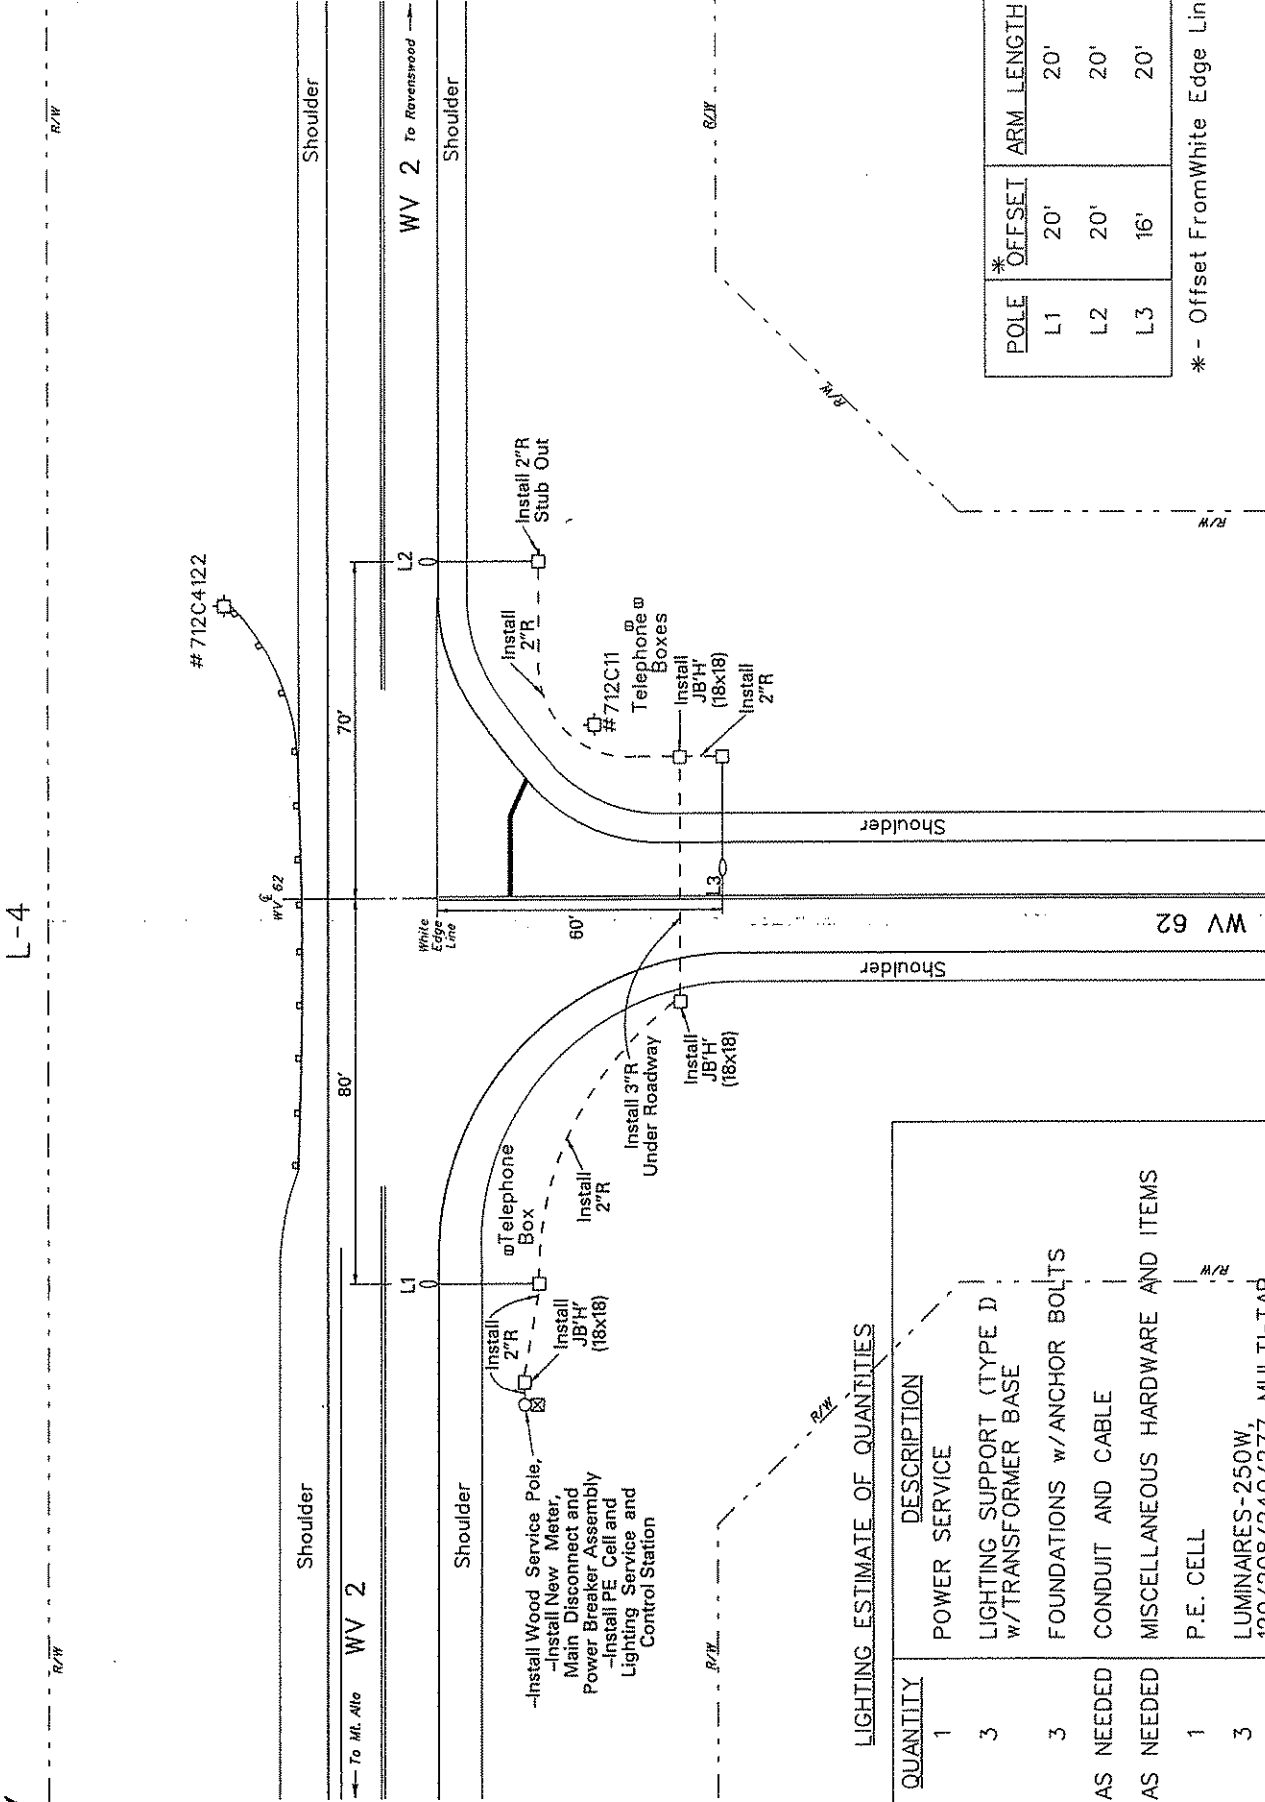 L-4
R/W
R/W
Shoulder
Shoulder
# 712C4122
℄
WV 62
80'
70'
To Mt. Alto
WV 2
WV 2
To Ravenswood
L1
L2
White
Edge
Line
60'
Shoulder
Shoulder
Install
2"R
Telephone
Box
Install
JB'H'
(18x18)
-Install Wood Service Pole,
-Install New Meter,
Main Disconnect and
Power Breaker Assembly
-Install PE Cell and
Lighting Service and
Control Station
Install
2"R
Install 3"R
Under Roadway
Install
JB'H'
(18x18)
Install
2"R
Install 2"R
Stub Out
# 712C11
Telephone
Boxes
Install
JB'H'
(18x18)
Install
2"R
L3
Shoulder
Shoulder
WV 62
R/W
R/W
R/W
R/W
R/W
R/W
LIGHTING ESTIMATE OF QUANTITIES
QUANTITY DESCRIPTION
1 POWER SERVICE
3 LIGHTING SUPPORT (TYPE D
w/TRANSFORMER BASE
3 FOUNDATIONS w/ANCHOR BOLTS
AS NEEDED CONDUIT AND CABLE
AS NEEDED MISCELLANEOUS HARDWARE AND ITEMS
1 P.E. CELL
3 LUMINAIRES-250W,
POLE *OFFSET ARM LENGTH
L1 20' 20'
L2 20' 20'
L3 16' 20'
* - Offset FromWhite Edge Lin